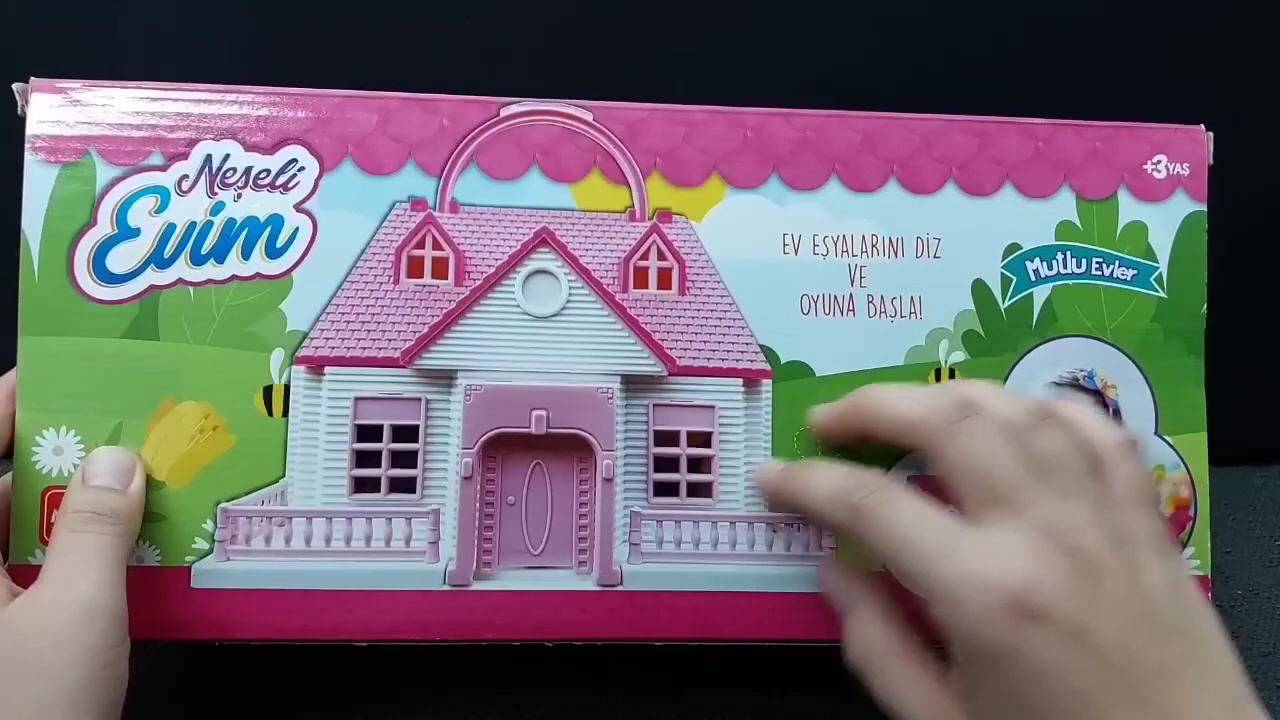 Neşeli
Evim
+3 YAŞ
EV EŞYALARINI DİZ
VE
OYUNA BAŞLA!
Mutlu Evler